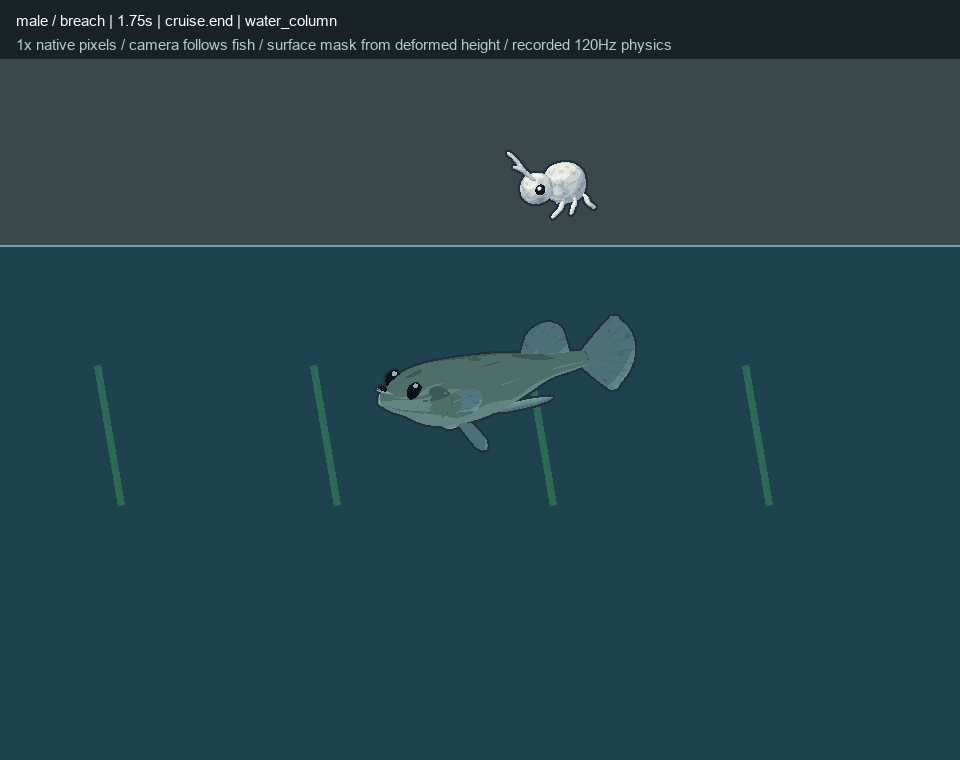 male / breach | 1.75s | cruise.end | water_column
1x native pixels / camera follows fish / surface mask from deformed height / recorded 120Hz physics